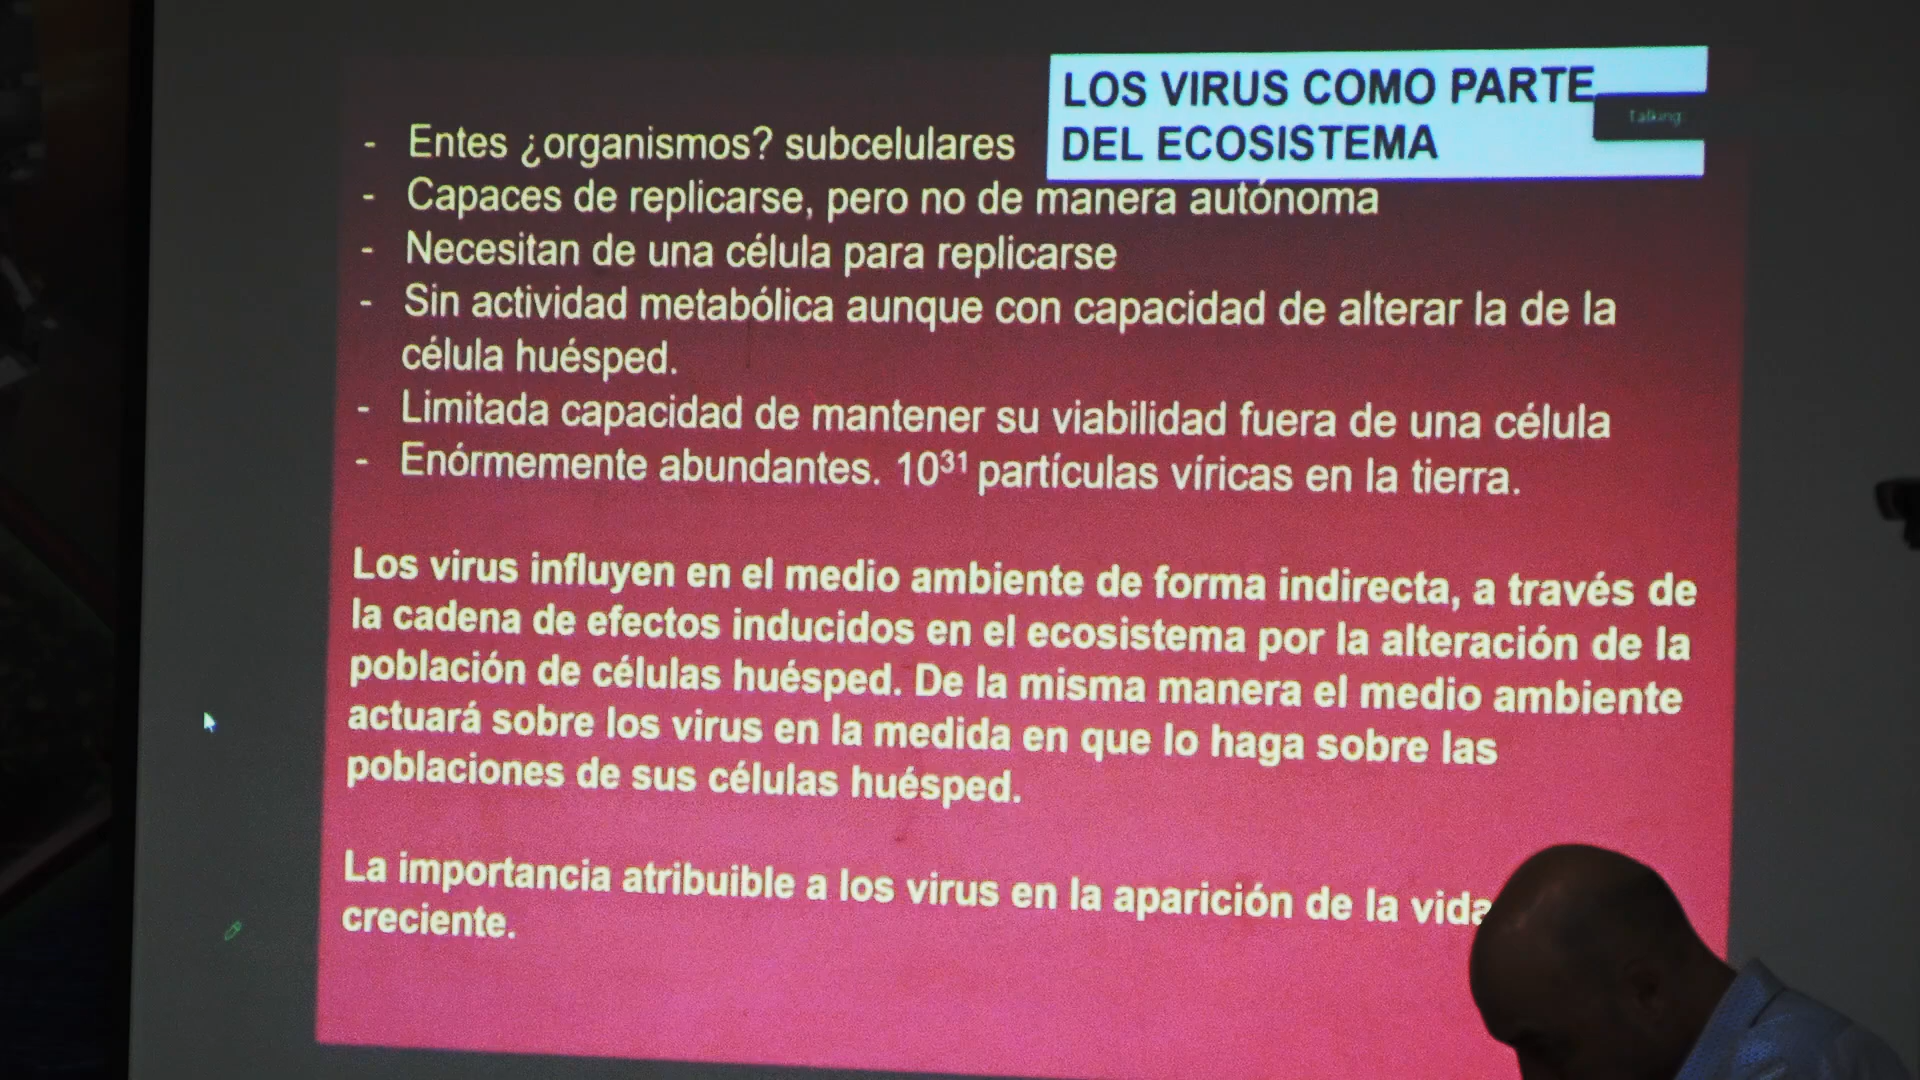 LOS VIRUS COMO PARTE
DEL ECOSISTEMA
Talking:
- Entes ¿organismos? subcelulares
- Capaces de replicarse, pero no de manera autónoma
- Necesitan de una célula para replicarse
- Sin actividad metabólica aunque con capacidad de alterar la de la
célula huésped.
- Limitada capacidad de mantener su viabilidad fuera de una célula
- Enórmemente abundantes. 10³¹ partículas víricas en la tierra.
Los virus influyen en el medio ambiente de forma indirecta, a través de
la cadena de efectos inducidos en el ecosistema por la alteración de la
población de células huésped. De la misma manera el medio ambiente
actuará sobre los virus en la medida en que lo haga sobre las
poblaciones de sus células huésped.
La importancia atribuible a los virus en la aparición de la vida
creciente.